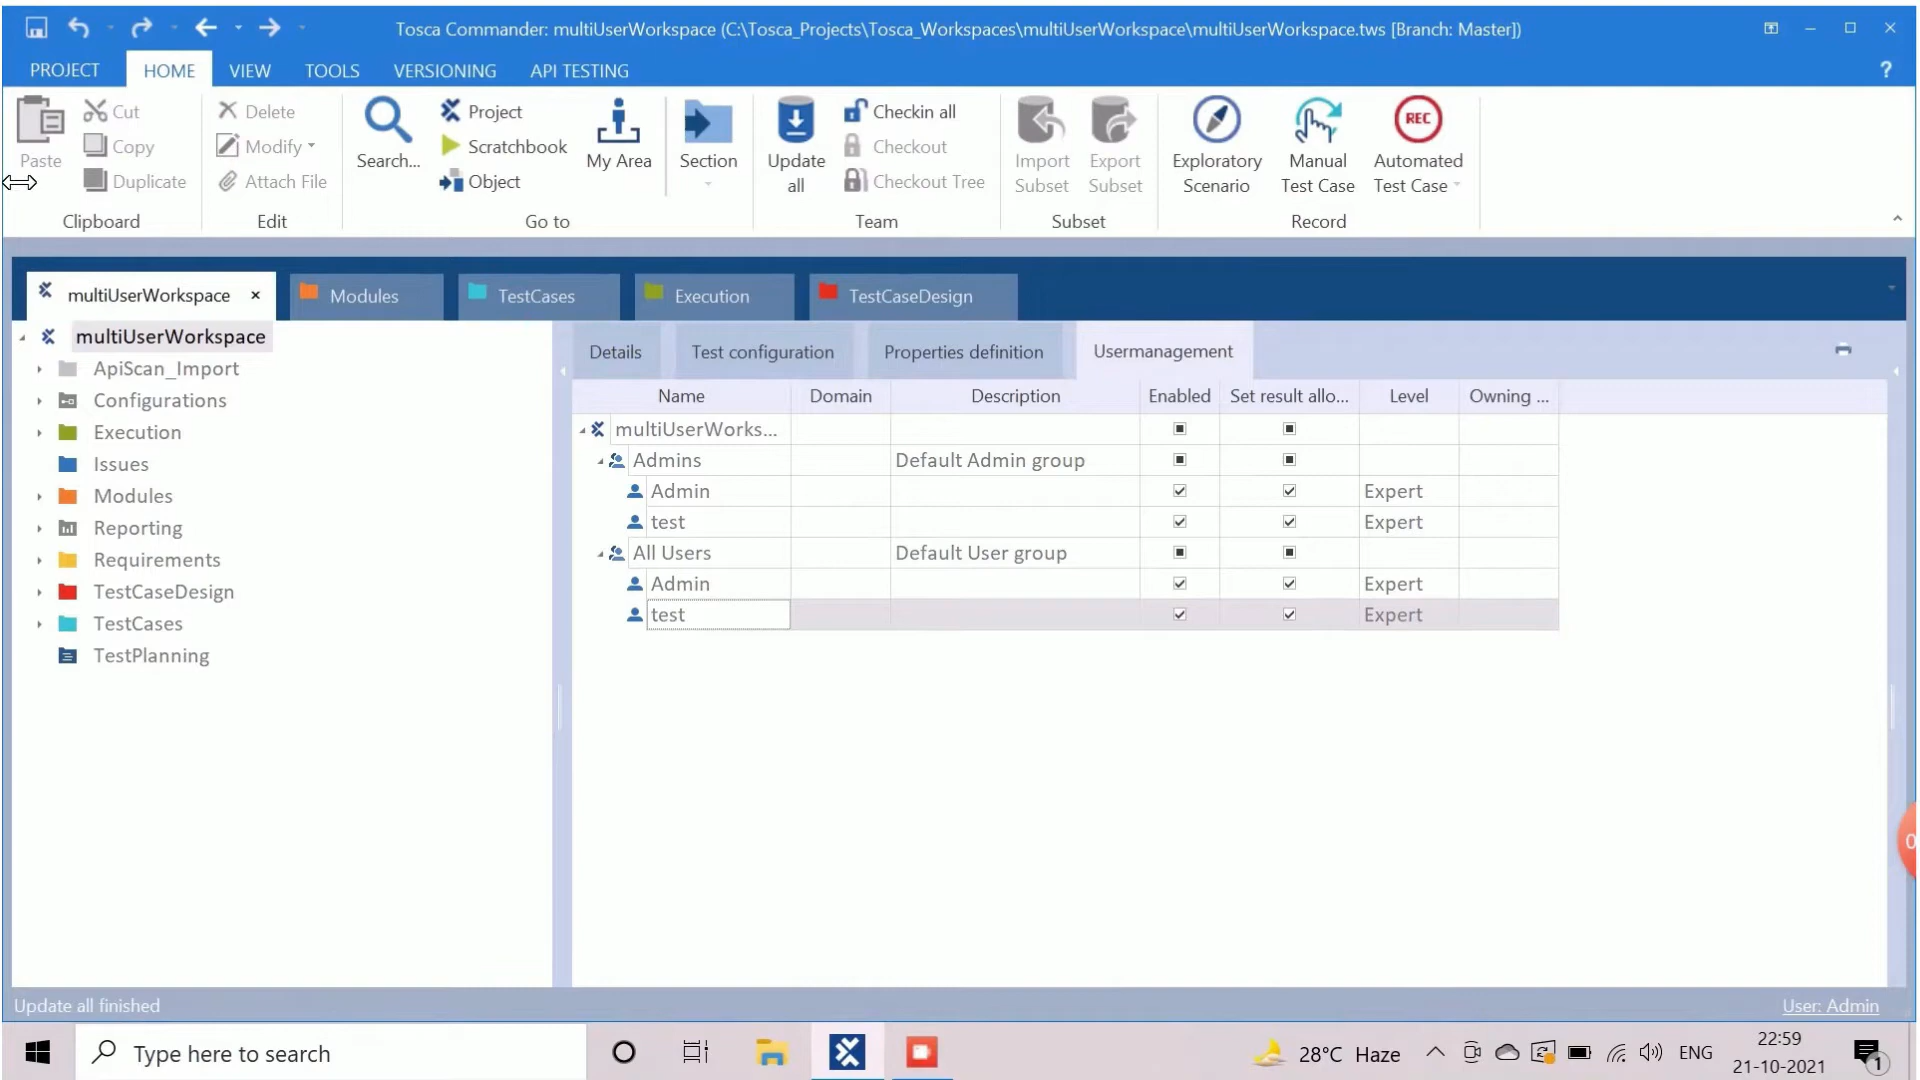 Tosca Commander: multiUserWorkspace (C:\Tosca_Projects\Tosca_Workspaces\multiUserWorkspace\multiUserWorkspace.tws [Branch: Master])
PROJECT HOME VIEW TOOLS VERSIONING API TESTING ?
Paste
Cut
Copy
Duplicate
Clipboard
Delete
Modify
Attach File
Edit
Search...
Project
Scratchbook
Object
My Area
Section
Go to
Update all
Checkin all
Checkout
Checkout Tree
Team
Import Subset
Export Subset
Subset
Exploratory Scenario
Manual Test Case
REC
Automated Test Case
Record
multiUserWorkspace × Modules TestCases Execution TestCaseDesign
multiUserWorkspace
ApiScan_Import
Configurations
Execution
Issues
Modules
Reporting
Requirements
TestCaseDesign
TestCases
TestPlanning
Details Test configuration Properties definition Usermanagement
Name Domain Description Enabled Set result allo... Level Owning ...
multiUserWorks...
Admins Default Admin group
Admin Expert
test Expert
All Users Default User group
Admin Expert
test Expert
Update all finished User: Admin
Type here to search 28°C Haze ENG 22:59
21-10-2021 1
0